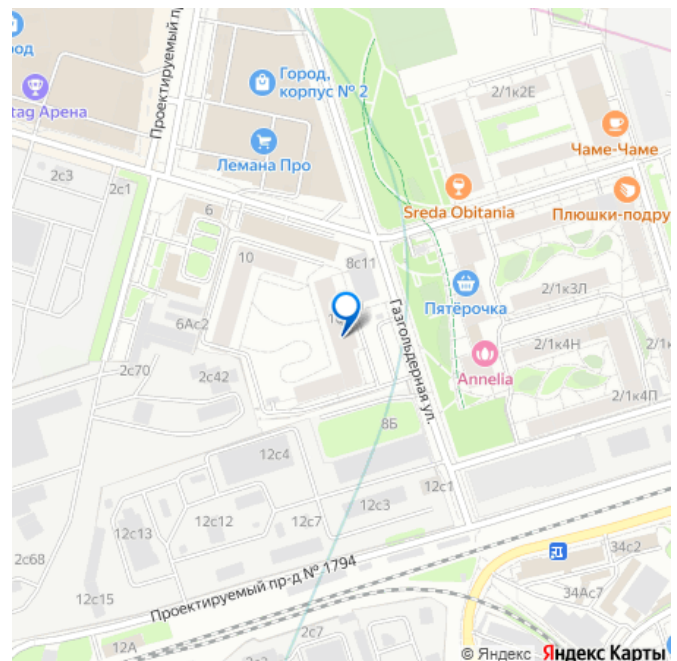 Проектируемый пр
од
tag Арена
Город,
корпус № 2
Лемана Про
2/1к2Е
Чаме-Чаме
Sreda Obitania
Плюшки-подру
2с3
2с1
6
10
8с11
6Ас2
Газгольдерная ул.
Пятёрочка
2/1к3Л
2/1к4Н
2/1к
Annelia
2/1к4П
2с70
2с42
8Б
12с4
12с1
12с3
12с13
12с12
12с7
2с68
12с15
Проектируемый пр-д № 1794
34с2
34Ас7
12А
2с7
© Яндекс Яндекс Карты